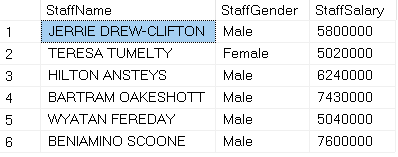 StaffName StaffGender StaffSalary
1 JERRIE DREW-CLIFTON Male 5800000
2 TERESA TUMELTY Female 5020000
3 HILTON ANSTEYS Male 6240000
4 BARTRAM OAKESHOTT Male 7430000
5 WYATAN FEREDAY Male 5040000
6 BENIAMINO SCOONE Male 7600000